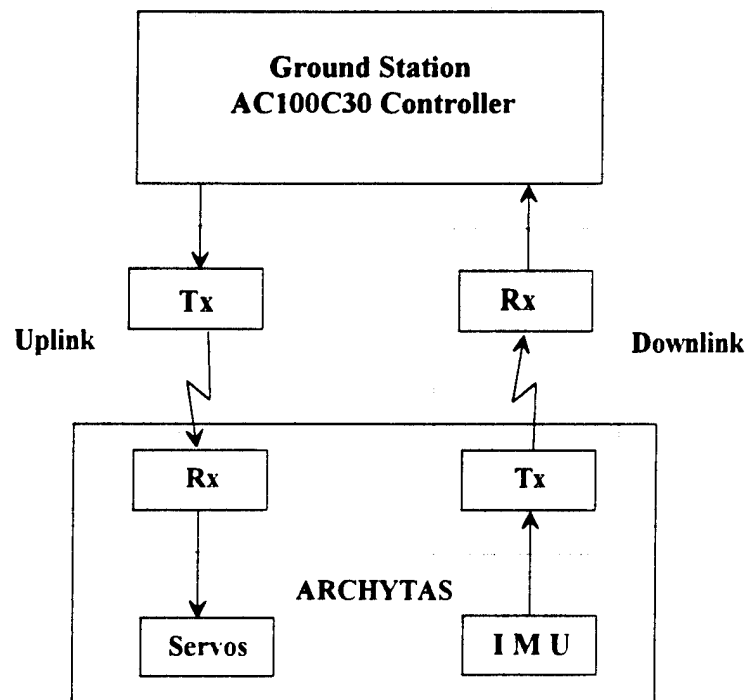 Ground Station
AC100C30 Controller
Tx
Rx
Uplink
Downlink
Rx
Tx
ARCHYTAS
Servos
I M U